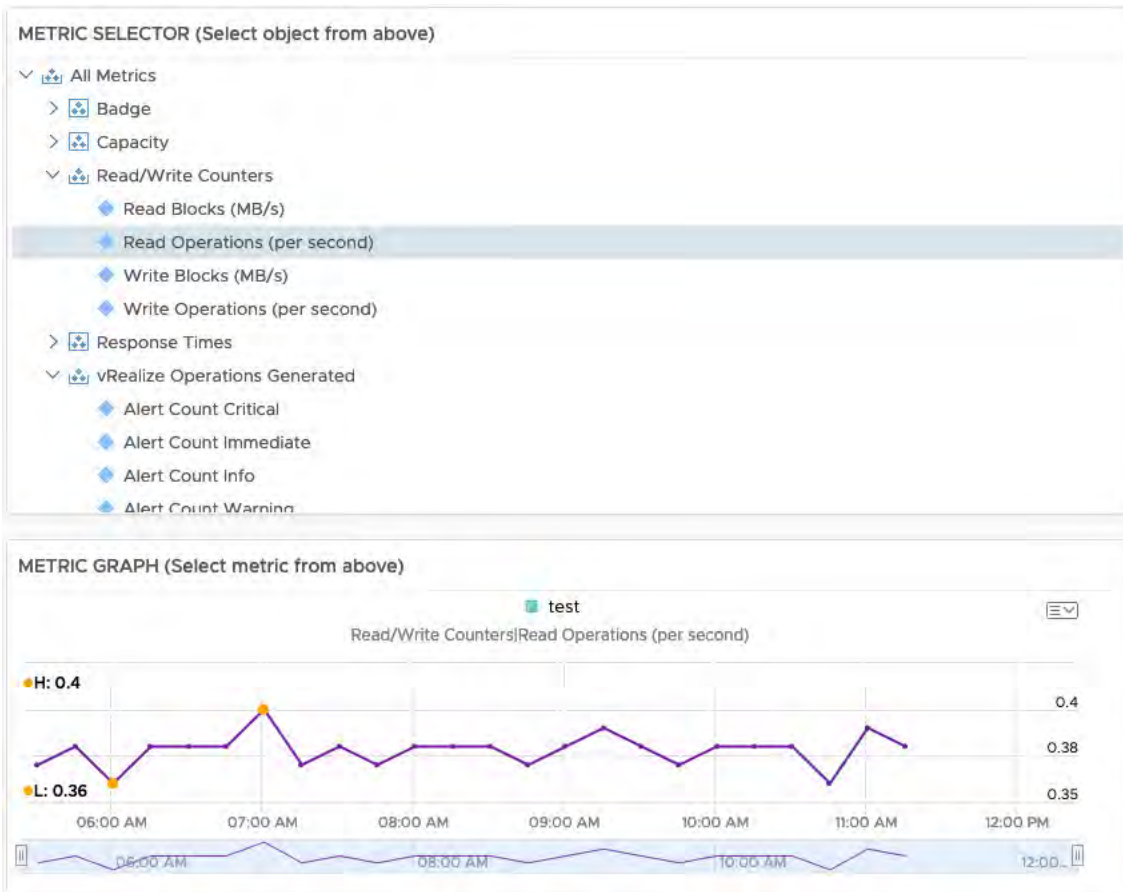 METRIC SELECTOR (Select object from above)
All Metrics
Badge
Capacity
Read/Write Counters
Read Blocks (MB/s)
Read Operations (per second)
Write Blocks (MB/s)
Write Operations (per second)
Response Times
vRealize Operations Generated
Alert Count Critical
Alert Count Immediate
Alert Count Info
Alert Count Warning
METRIC GRAPH (Select metric from above)
test
Read/Write Counters|Read Operations (per second)
H: 0.4
0.4
0.38
L: 0.36
0.35
06:00 AM 07:00 AM 08:00 AM 09:00 AM 10:00 AM 11:00 AM 12:00 PM
06:00 AM 08:00 AM 10:00 AM 12:00...